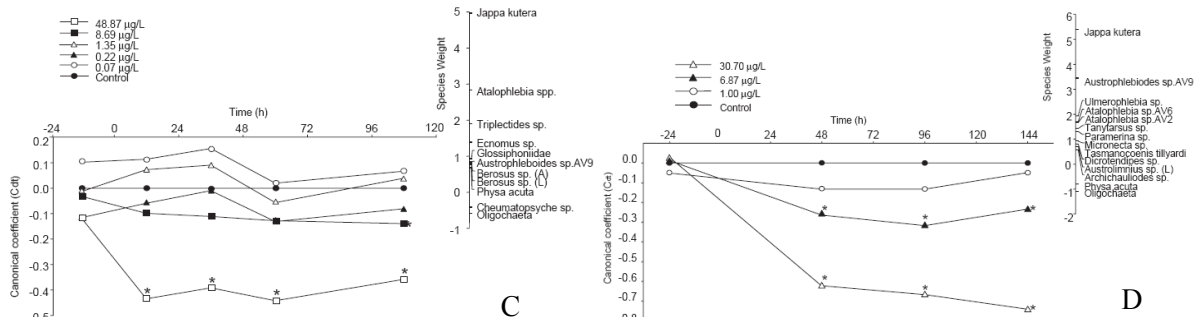 48.87 µg/L
8.69 µg/L
1.35 µg/L
0.22 µg/L
0.07 µg/L
Control
Time (h)
-24 0 24 48 72 96 120
0.2
0.1
0.0
-0.1
-0.2
-0.3
-0.4
-0.5
Canonical coefficient (Cdt)
*
* * * *
C
Species Weight
5
4
3
2
1
0
-1
Jappa kutera
Atalophlebia spp.
Triplectides sp.
Ecnomus sp.
Glossiphoniidae
Austrophleboides sp.AV9
Berosus sp. (A)
Berosus sp. (L)
Physa acuta
Cheumatopsyche sp.
Oligochaeta
30.70 µg/L
6.87 µg/L
1.00 µg/L
Control
Time (h)
-24 0 48 72 96 144
0.0
-0.1
-0.3
-0.4
-0.5
-0.6
-0.7
-0.8
Canonical coefficient (Cdt)
* * *
* * *
D
Species Weight
6
5
4
3
2
1
0
-1
-2
Jappa kutera
Austrophlebiodes sp.AV9
Ulmerophlebia sp.
Atalophlebia sp.AV6
Atalophlebia sp.AV2
Tanytarsus sp.
Paramerina sp.
Micronecta sp.
Tasmanocoenis tillyardi
Dicrotendipes sp.
Austrolimnius sp. (L)
Archichauliodes sp.
Physa acuta
Oligochaeta